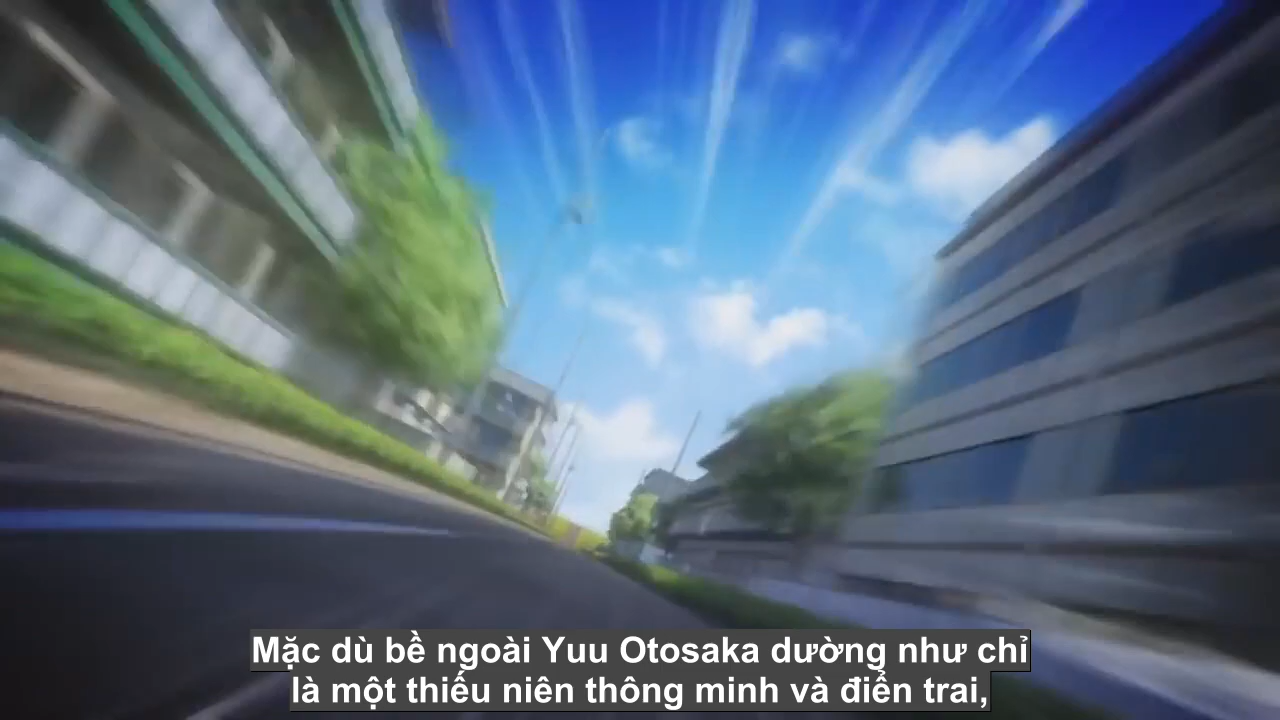 Mặc dù bề ngoài Yuu Otosaka dường như chỉ
là một thiếu niên thông minh và điển trai,